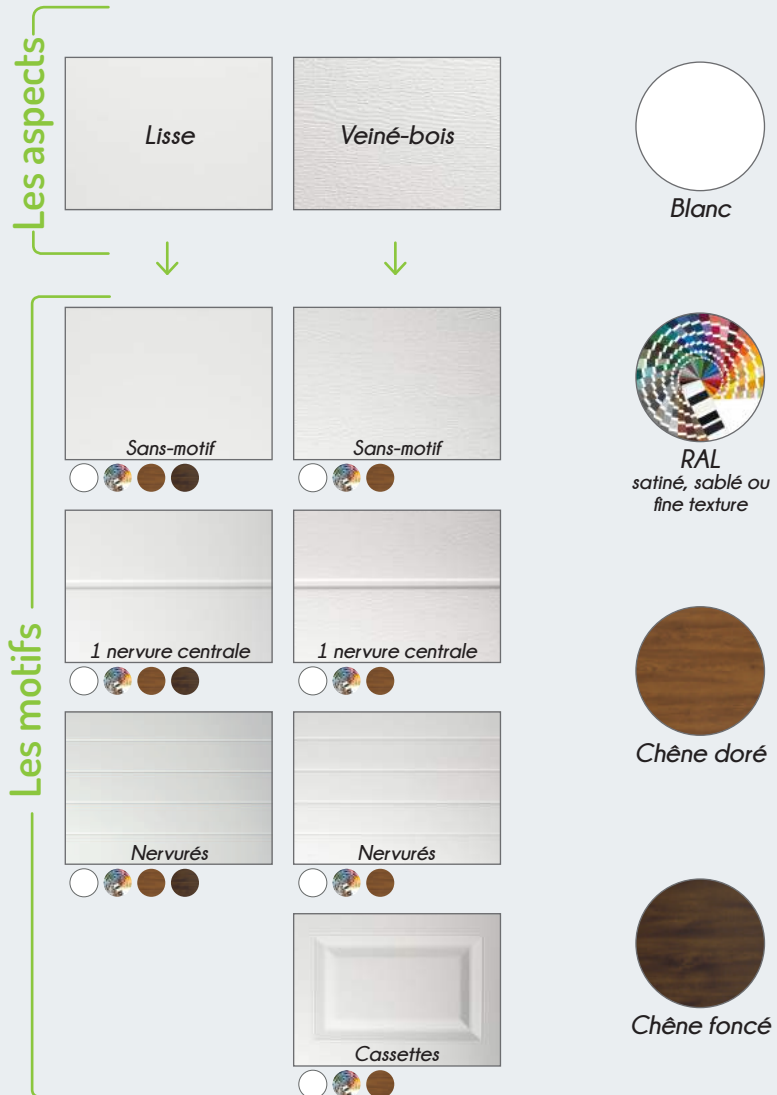 Les aspects
Lisse
Veiné-bois
Blanc
Les motifs
Sans-motif
Sans-motif
RAL
satiné, sablé ou
fine texture
1 nervure centrale
1 nervure centrale
Nervurés
Nervurés
Chêne doré
Cassettes
Chêne foncé